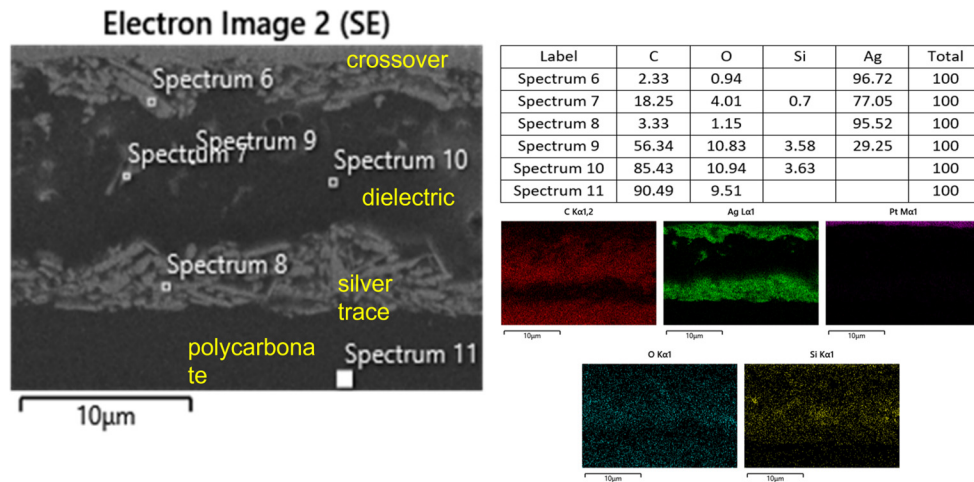 Electron Image 2 (SE)
crossover
Spectrum 6
Spectrum 9
Spectrum 7
Spectrum 10
dielectric
Spectrum 8
silver
trace
polycarbona
te
Spectrum 11
10µm
Label C O Si Ag Total
Spectrum 6 2.33 0.94 96.72 100
Spectrum 7 18.25 4.01 0.7 77.05 100
Spectrum 8 3.33 1.15 95.52 100
Spectrum 9 56.34 10.83 3.58 29.25 100
Spectrum 10 85.43 10.94 3.63 100
Spectrum 11 90.49 9.51 100
C Kα1,2 Ag Lα1 Pt Mα1
10µm 10µm 10µm
O Kα1 Si Kα1
10µm 10µm